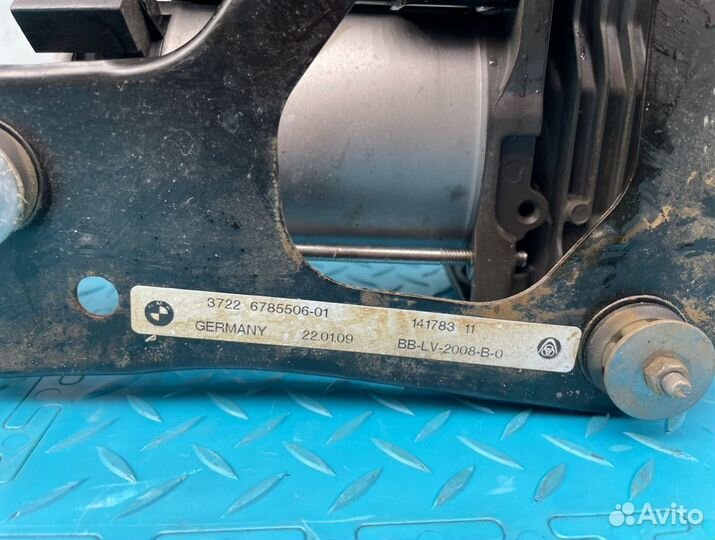 3722 6785506-01 141783 11
GERMANY 22.01.09 BB-LV-2008-B-0
Avito